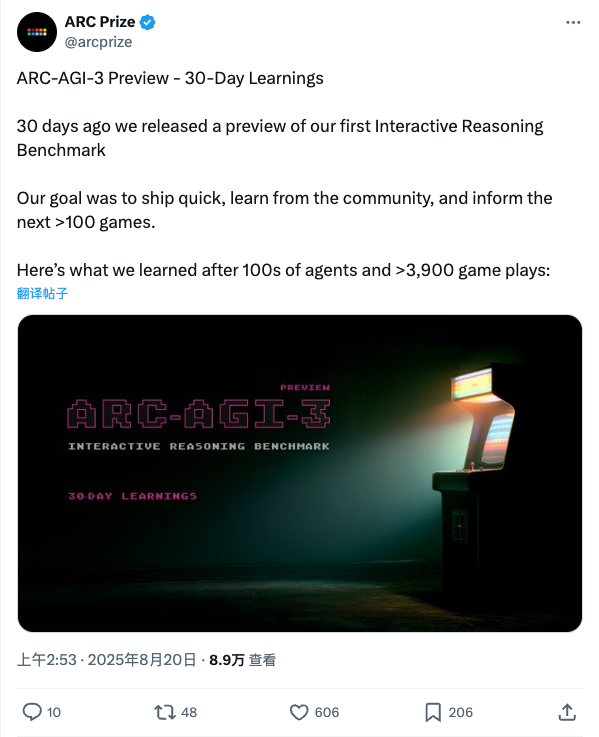 ARC Prize
@arcprize
ARC-AGI-3 Preview - 30-Day Learnings
30 days ago we released a preview of our first Interactive Reasoning
Benchmark
Our goal was to ship quick, learn from the community, and inform the
next >100 games.
Here’s what we learned after 100s of agents and >3,900 game plays:
翻译帖子
PREVIEW
ARC-AGI-3
INTERACTIVE REASONING BENCHMARK
30-DAY LEARNINGS
上午2:53 · 2025年8月20日 · 8.9万 查看
10 48 606 206